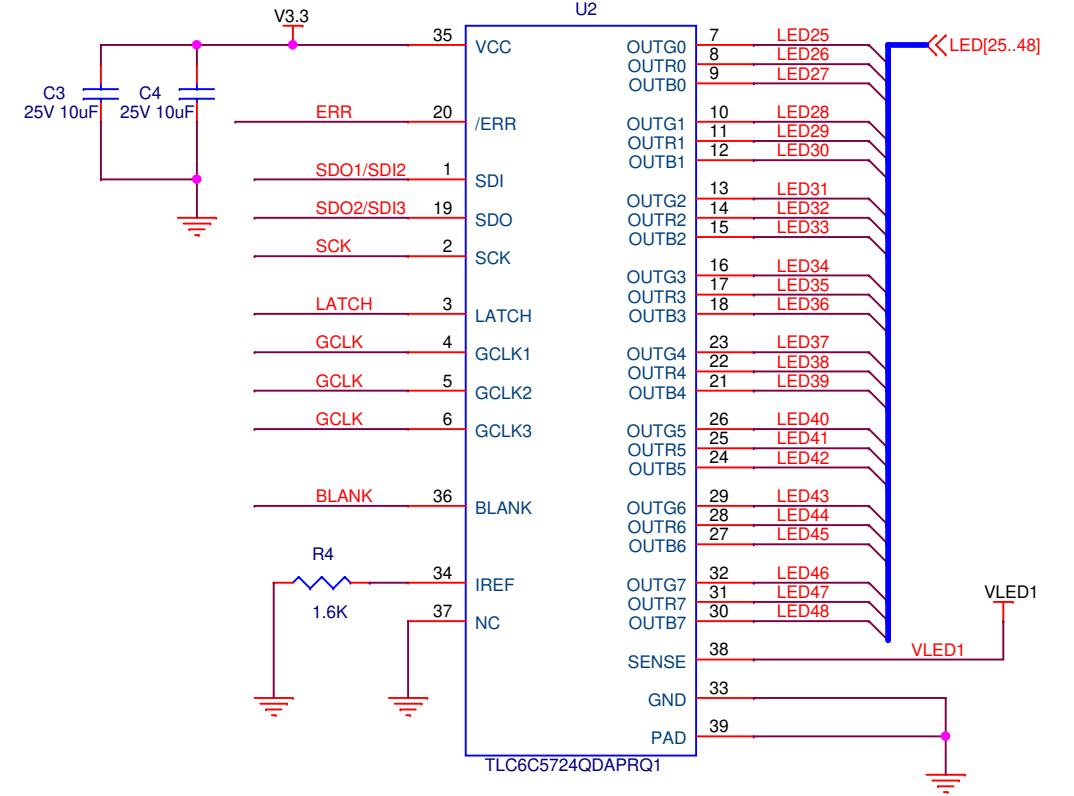 U2
V3.3
35 VCC
C3
25V 10uF
C4
25V 10uF
ERR 20 /ERR
SDO1/SDI2 1 SDI
SDO2/SDI3 19 SDO
SCK 2 SCK
LATCH 3 LATCH
GCLK 4 GCLK1
GCLK 5 GCLK2
GCLK 6 GCLK3
BLANK 36 BLANK
R4
1.6K
34 IREF
37 NC
OUTG0 7 LED25
OUTR0 8 LED26
OUTB0 9 LED27
OUTG1 10 LED28
OUTR1 11 LED29
OUTB1 12 LED30
OUTG2 13 LED31
OUTR2 14 LED32
OUTB2 15 LED33
OUTG3 16 LED34
OUTR3 17 LED35
OUTB3 18 LED36
OUTG4 23 LED37
OUTR4 22 LED38
OUTB4 21 LED39
OUTG5 26 LED40
OUTR5 25 LED41
OUTB5 24 LED42
OUTG6 29 LED43
OUTR6 28 LED44
OUTB6 27 LED45
OUTG7 32 LED46
OUTR7 31 LED47
OUTB7 30 LED48
SENSE 38 VLED1
GND 33
PAD 39
LED[25..48]
VLED1
TLC6C5724QDAPRQ1